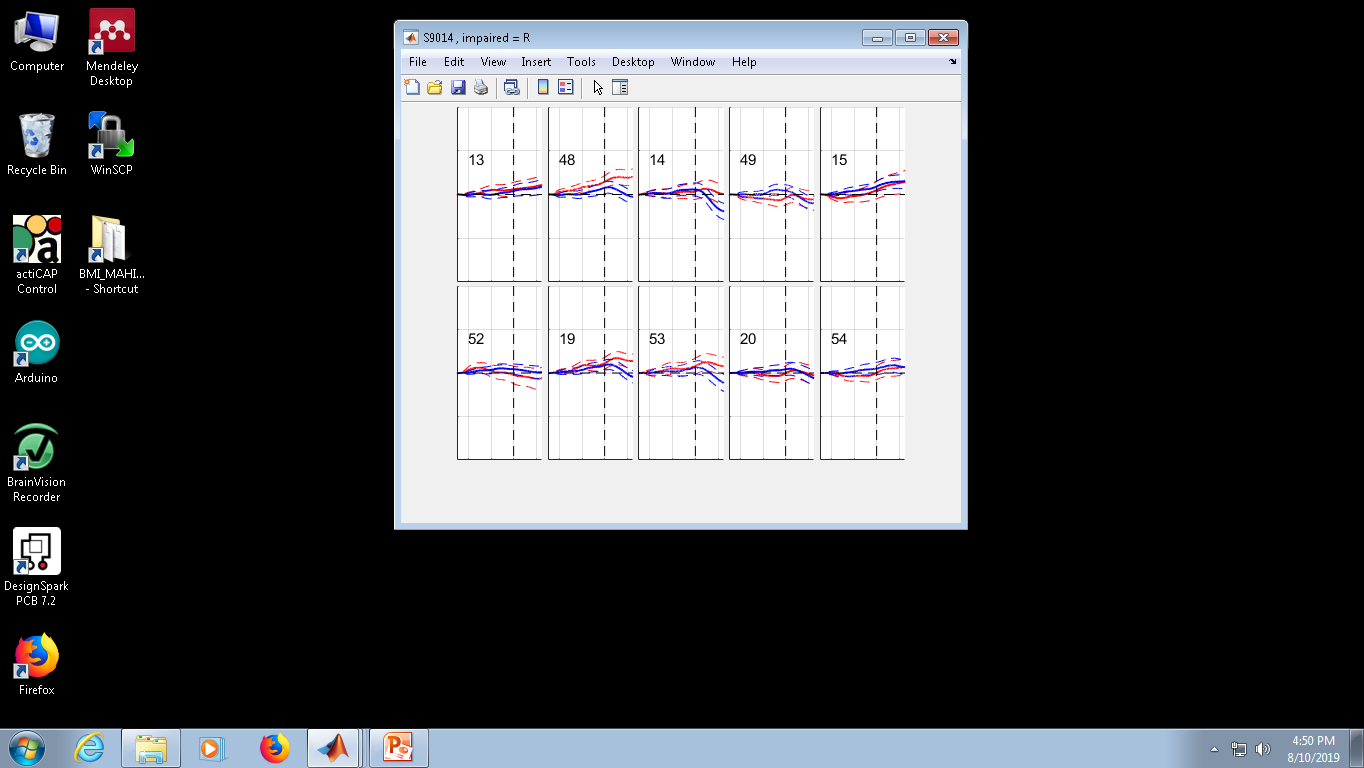 Computer
Mendeley
Desktop
Recycle Bin
WinSCP
actiCAP
Control
BMI_MAHI...
- Shortcut
Arduino
BrainVision
Recorder
DesignSpark
PCB 7.2
Firefox
S9014 , impaired = R
File Edit View Insert Tools Desktop Window Help
13 48 14 49 15
52 19 53 20 54
4:50 PM
8/10/2019